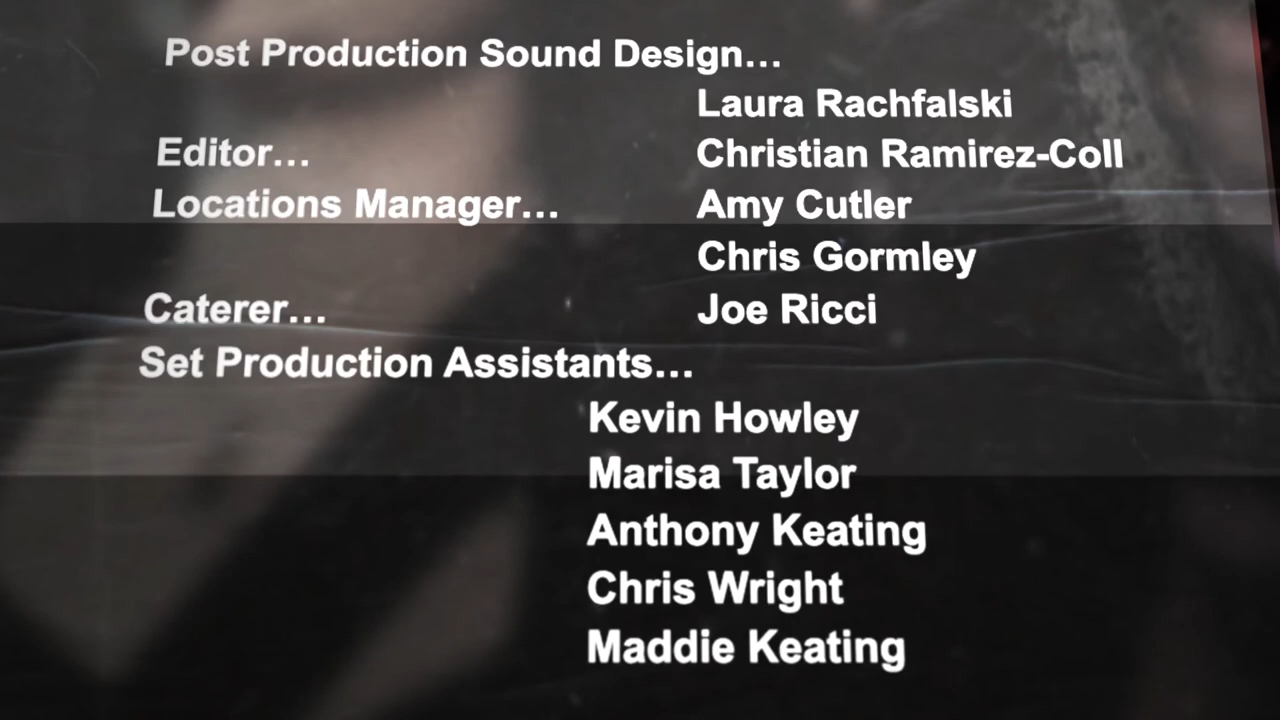 Post Production Sound Design...
Laura Rachfalski
Editor... Christian Ramirez-Coll
Locations Manager... Amy Cutler
Chris Gormley
Caterer... Joe Ricci
Set Production Assistants...
Kevin Howley
Marisa Taylor
Anthony Keating
Chris Wright
Maddie Keating